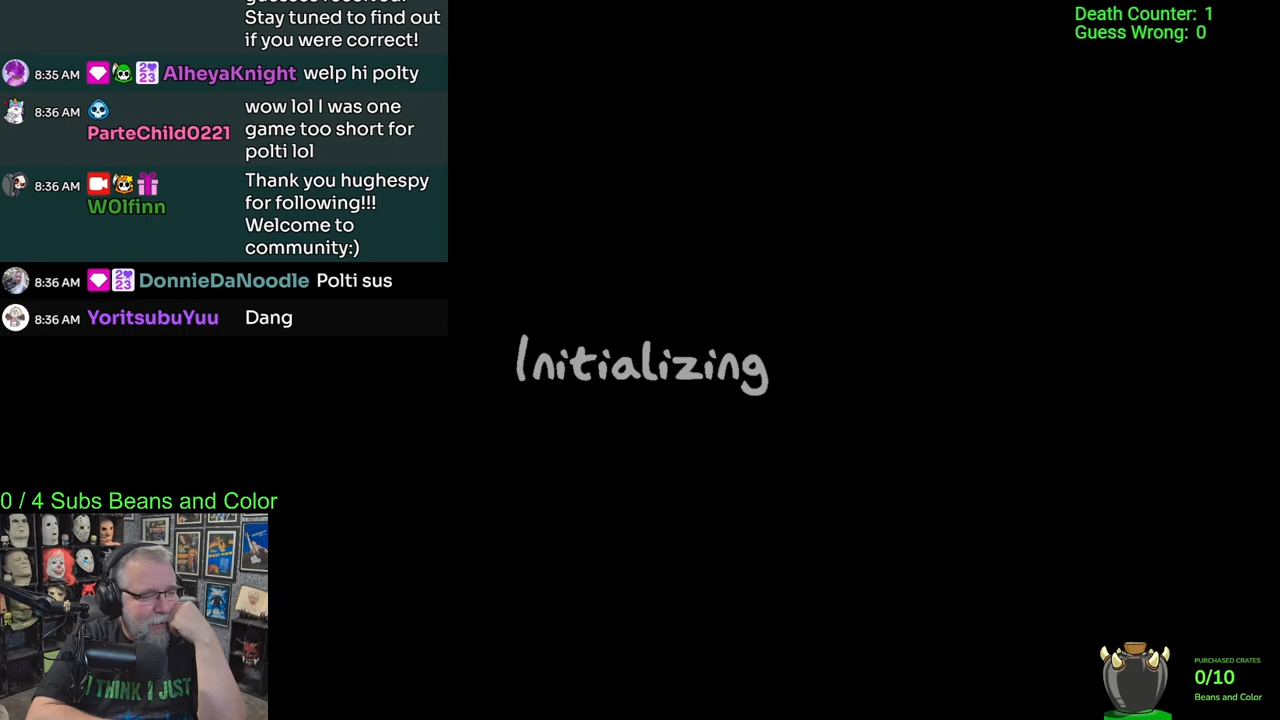 Stay tuned to find out
if you were correct!
8:35 AM AlheyaKnight welp hi polty
8:36 AM ParteChild0221 wow lol I was one
game too short for
polti lol
8:36 AM W0lfinn Thank you hughespy
for following!!!
Welcome to
community:)
8:36 AM DonnieDaNoodle Polti sus
8:36 AM YoritsubuYuu Dang
Death Counter: 1
Guess Wrong: 0
Initializing
0 / 4 Subs Beans and Color
I THINK I JUST
PURCHASED CRATES
0/10
Beans and Color